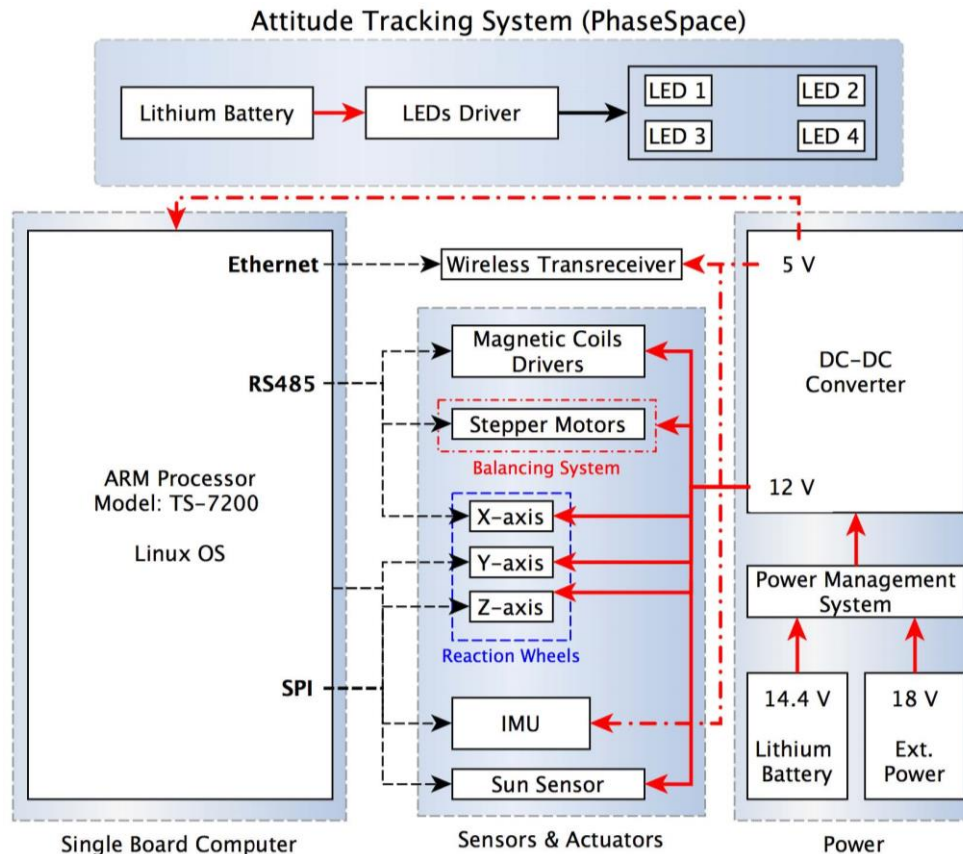 Attitude Tracking System (PhaseSpace)
Lithium Battery
LEDs Driver
LED 1
LED 2
LED 3
LED 4
Ethernet
RS485
ARM Processor
Model: TS-7200
Linux OS
SPI
Single Board Computer
Wireless Transreceiver
Magnetic Coils
Drivers
Stepper Motors
Balancing System
X-axis
Y-axis
Z-axis
Reaction Wheels
IMU
Sun Sensor
Sensors & Actuators
5 V
DC-DC
Converter
12 V
Power Management
System
14.4 V
Lithium
Battery
18 V
Ext.
Power
Power